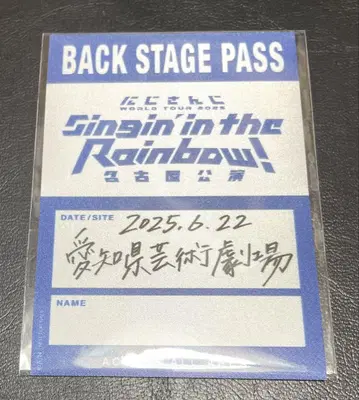 BACK STAGE PASS
にじさんじ
WORLD TOUR 2025
Singin' in the
Rainbow!
名古屋公演
DATE/SITE
2025.6.22
愛知県芸術劇場
NAME